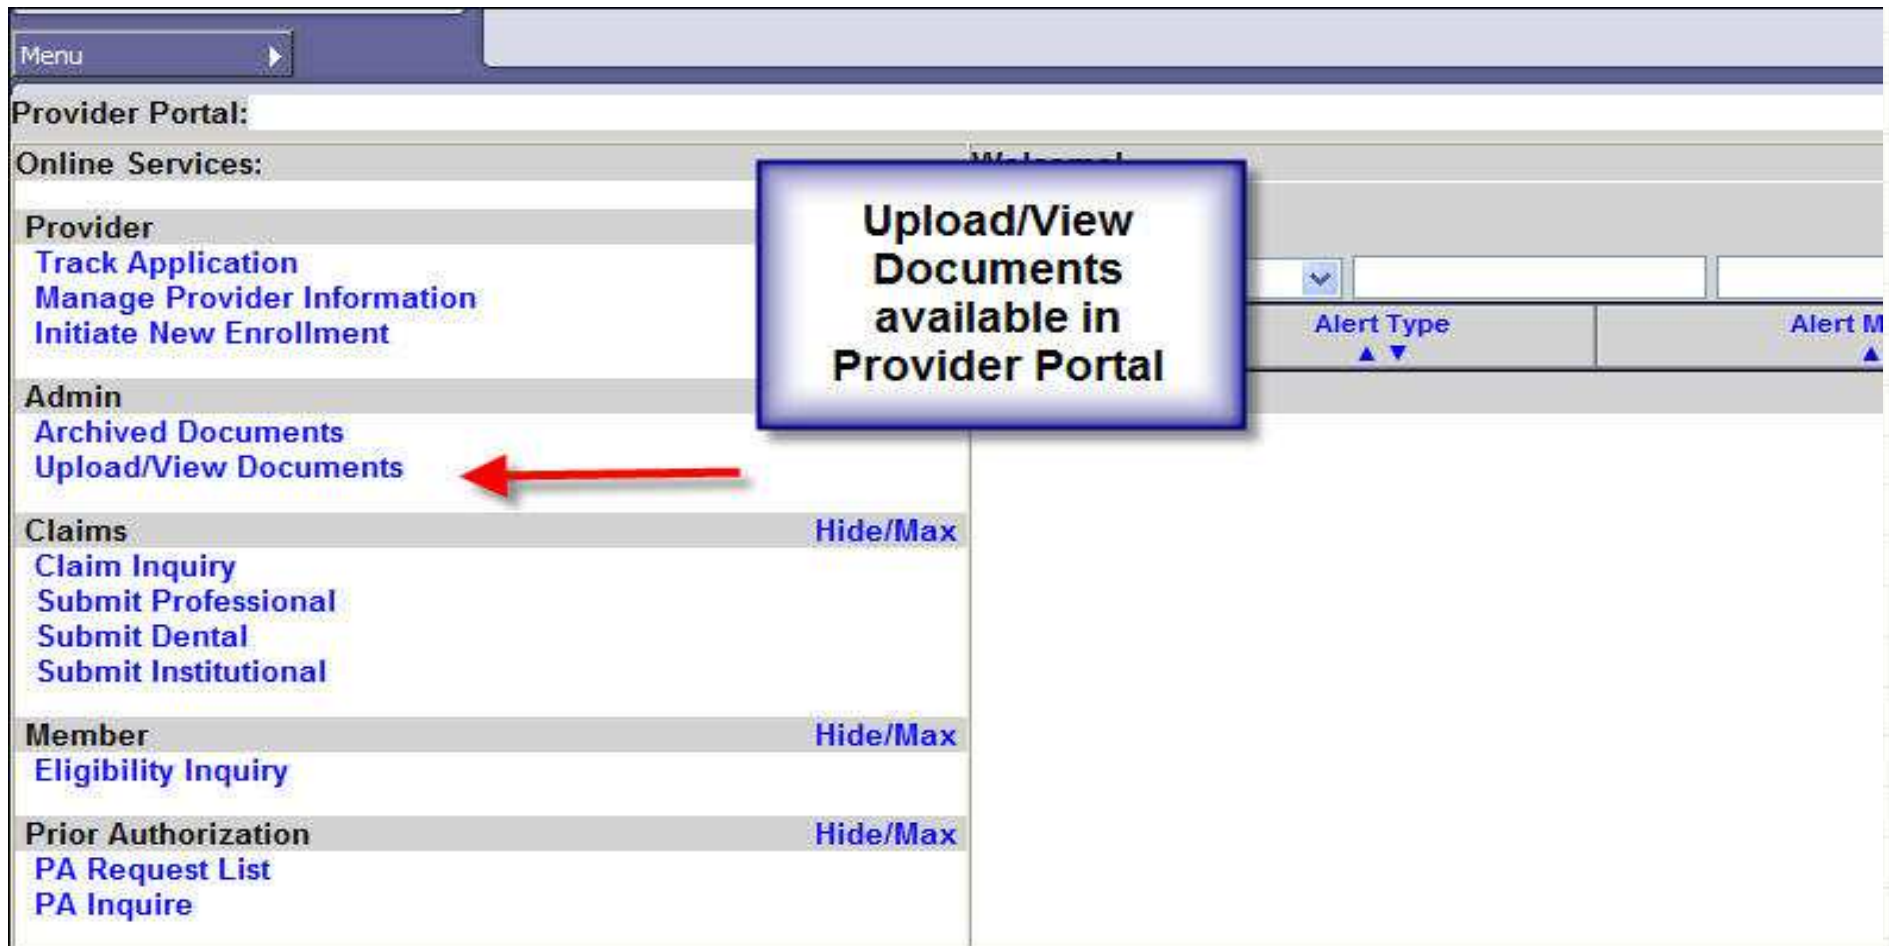 Menu
Provider Portal:
Online Services:
Provider
Track Application
Manage Provider Information
Initiate New Enrollment
Admin
Archived Documents
Upload/View Documents
Claims Hide/Max
Claim Inquiry
Submit Professional
Submit Dental
Submit Institutional
Member Hide/Max
Eligibility Inquiry
Prior Authorization Hide/Max
PA Request List
PA Inquire
Upload/View
Documents
available in
Provider Portal
Alert Type
Alert M